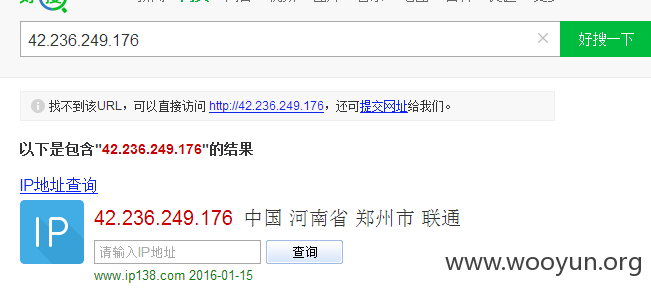 42.236.249.176
好搜一下
找不到该URL，可以直接访问 http://42.236.249.176，还可提交网址给我们。
以下是包含"42.236.249.176"的结果
IP地址查询
IP
42.236.249.176 中国 河南省 郑州市 联通
请输入IP地址
查询
www.ip138.com 2016-01-15
www.wooyun.org